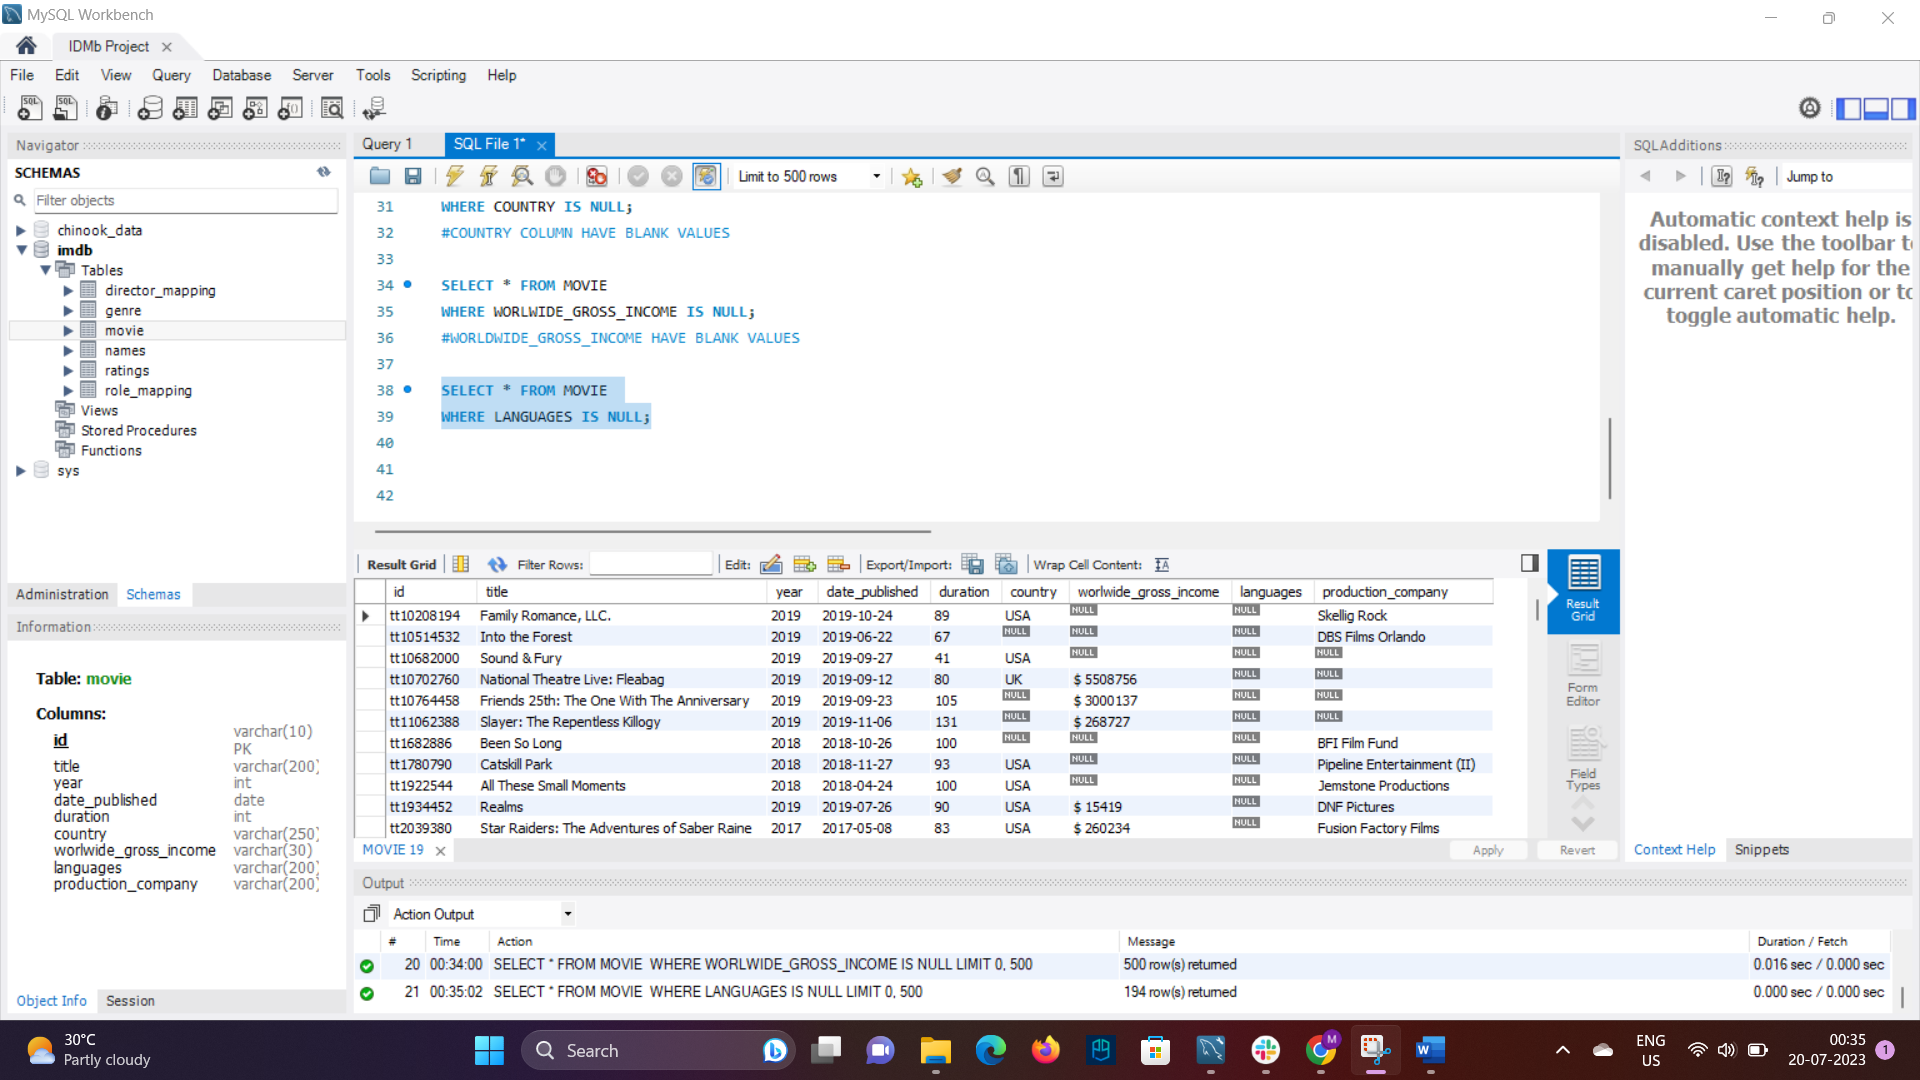 MySQL Workbench
IDMb Project
File Edit View Query Database Server Tools Scripting Help
Navigator
SCHEMAS
Filter objects
chinook_data
imdb
Tables
director_mapping
genre
movie
names
ratings
role_mapping
Views
Stored Procedures
Functions
sys
Administration Schemas
Information
Table: movie
Columns:
id varchar(10) PK
title varchar(200)
year int
date_published date
duration int
country varchar(250)
worlwide_gross_income varchar(30)
languages varchar(200)
production_company varchar(200)
Object Info Session
Query 1 SQL File 1*
Limit to 500 rows
31 WHERE COUNTRY IS NULL;
32 #COUNTRY COLUMN HAVE BLANK VALUES
33
34 SELECT * FROM MOVIE
35 WHERE WORLWIDE_GROSS_INCOME IS NULL;
36 #WORLDWIDE_GROSS_INCOME HAVE BLANK VALUES
37
38 SELECT * FROM MOVIE
39 WHERE LANGUAGES IS NULL;
40
41
42
Result Grid Filter Rows: Edit: Export/Import: Wrap Cell Content:
id title year date_published duration country worlwide_gross_income languages production_company
tt10208194 Family Romance, LLC. 2019 2019-10-24 89 USA NULL NULL Skellig Rock
tt10514532 Into the Forest 2019 2019-06-22 67 NULL NULL NULL DBS Films Orlando
tt10682000 Sound & Fury 2019 2019-09-27 41 USA NULL NULL NULL
tt10702760 National Theatre Live: Fleabag 2019 2019-09-12 80 UK $ 5508756 NULL NULL
tt10764458 Friends 25th: The One With The Anniversary 2019 2019-09-23 105 NULL $ 3000137 NULL NULL
tt11062388 Slayer: The Repentless Killogy 2019 2019-11-06 131 NULL $ 268727 NULL NULL
tt1682886 Been So Long 2018 2018-10-26 100 NULL NULL NULL BFI Film Fund
tt1780790 Catskill Park 2018 2018-11-27 93 USA NULL NULL Pipeline Entertainment (II)
tt1922544 All These Small Moments 2018 2018-04-24 100 USA NULL NULL Jemstone Productions
tt1934452 Realms 2019 2019-07-26 90 USA $ 15419 NULL DNF Pictures
tt2039380 Star Raiders: The Adventures of Saber Raine 2017 2017-05-08 83 USA $ 260234 NULL Fusion Factory Films
Result Grid
Form Editor
Field Types
MOVIE 19 Apply Revert
Output
Action Output
# Time Action Message Duration / Fetch
20 00:34:00 SELECT * FROM MOVIE WHERE WORLWIDE_GROSS_INCOME IS NULL LIMIT 0, 500 500 row(s) returned 0.016 sec / 0.000 sec
21 00:35:02 SELECT * FROM MOVIE WHERE LANGUAGES IS NULL LIMIT 0, 500 194 row(s) returned 0.000 sec / 0.000 sec
SQLAdditions
Jump to
Automatic context help is
disabled. Use the toolbar to
manually get help for the
current caret position or to
toggle automatic help.
Context Help Snippets
30°C
Partly cloudy
Search
ENG
US
00:35
20-07-2023
1